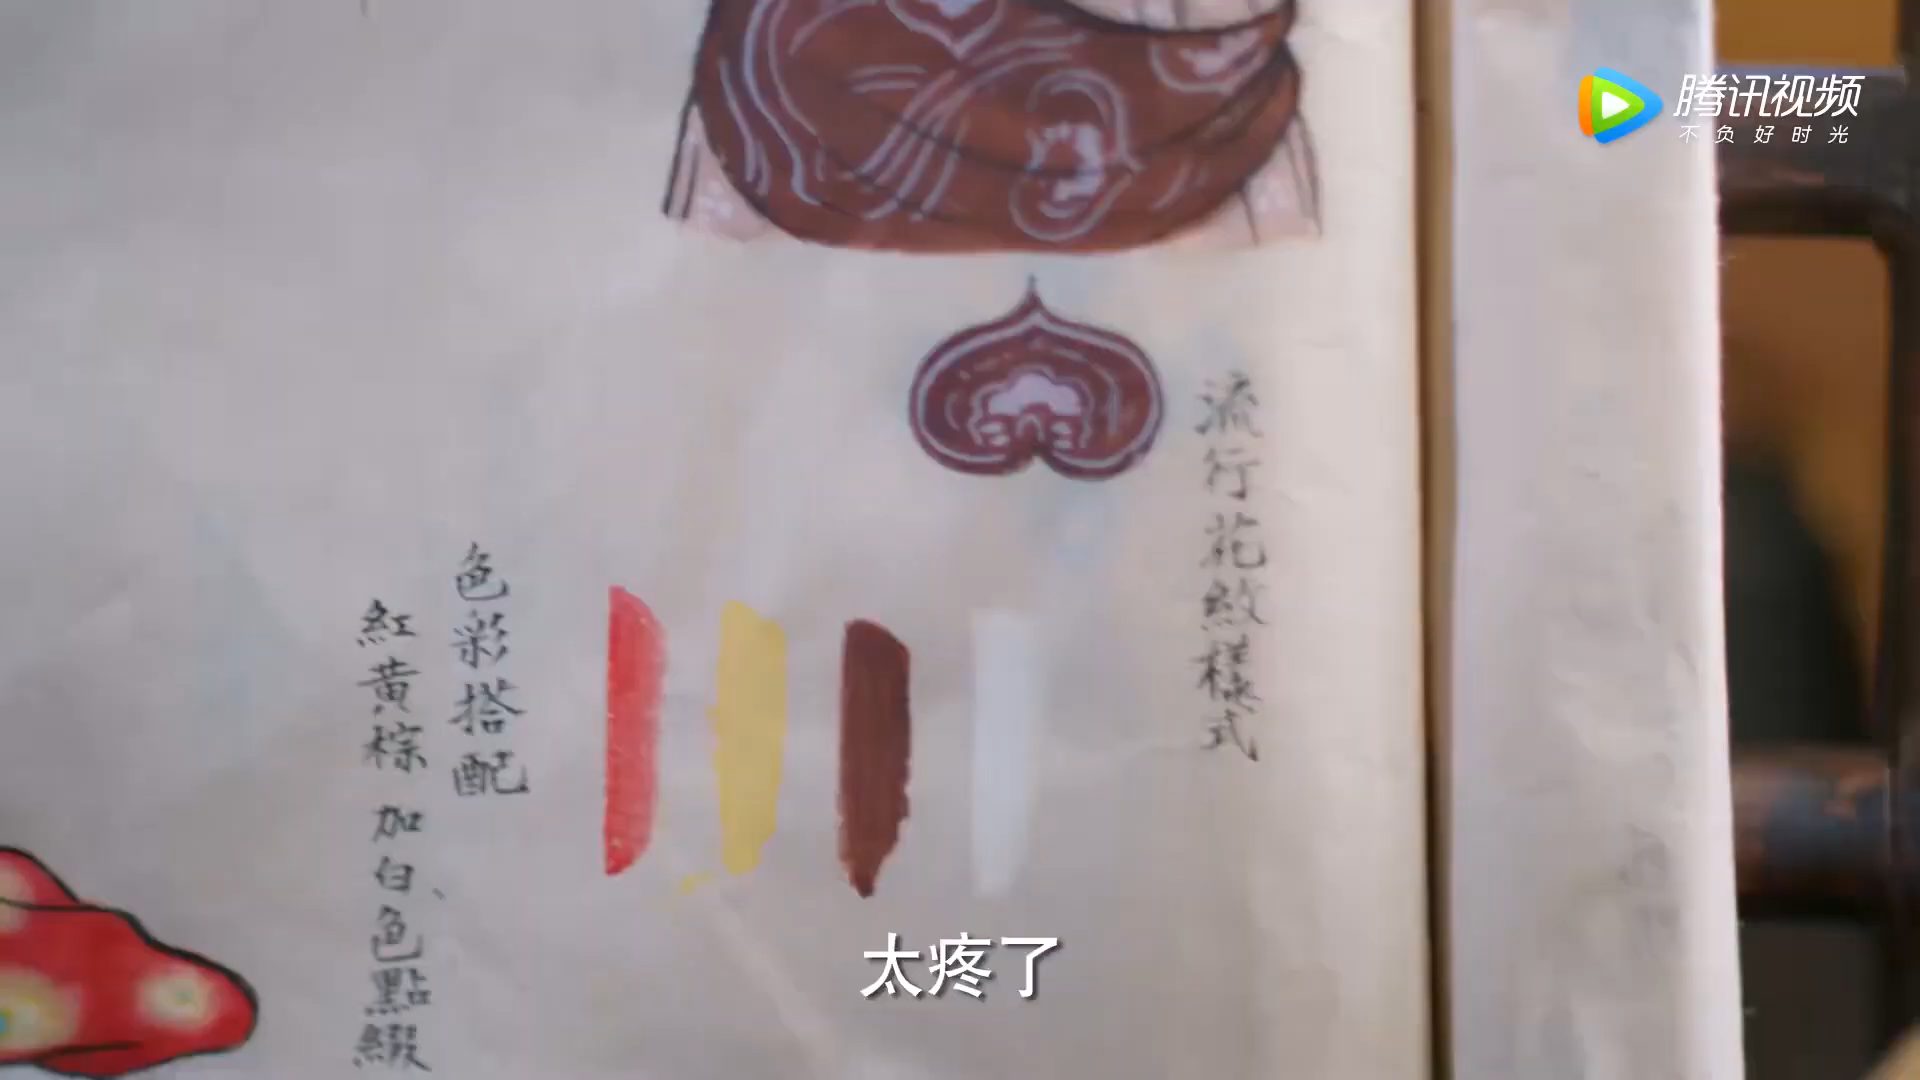 腾讯视频
不负好时光
流行花紋樣式
色彩搭配
紅黄棕加白色點綴
太疼了